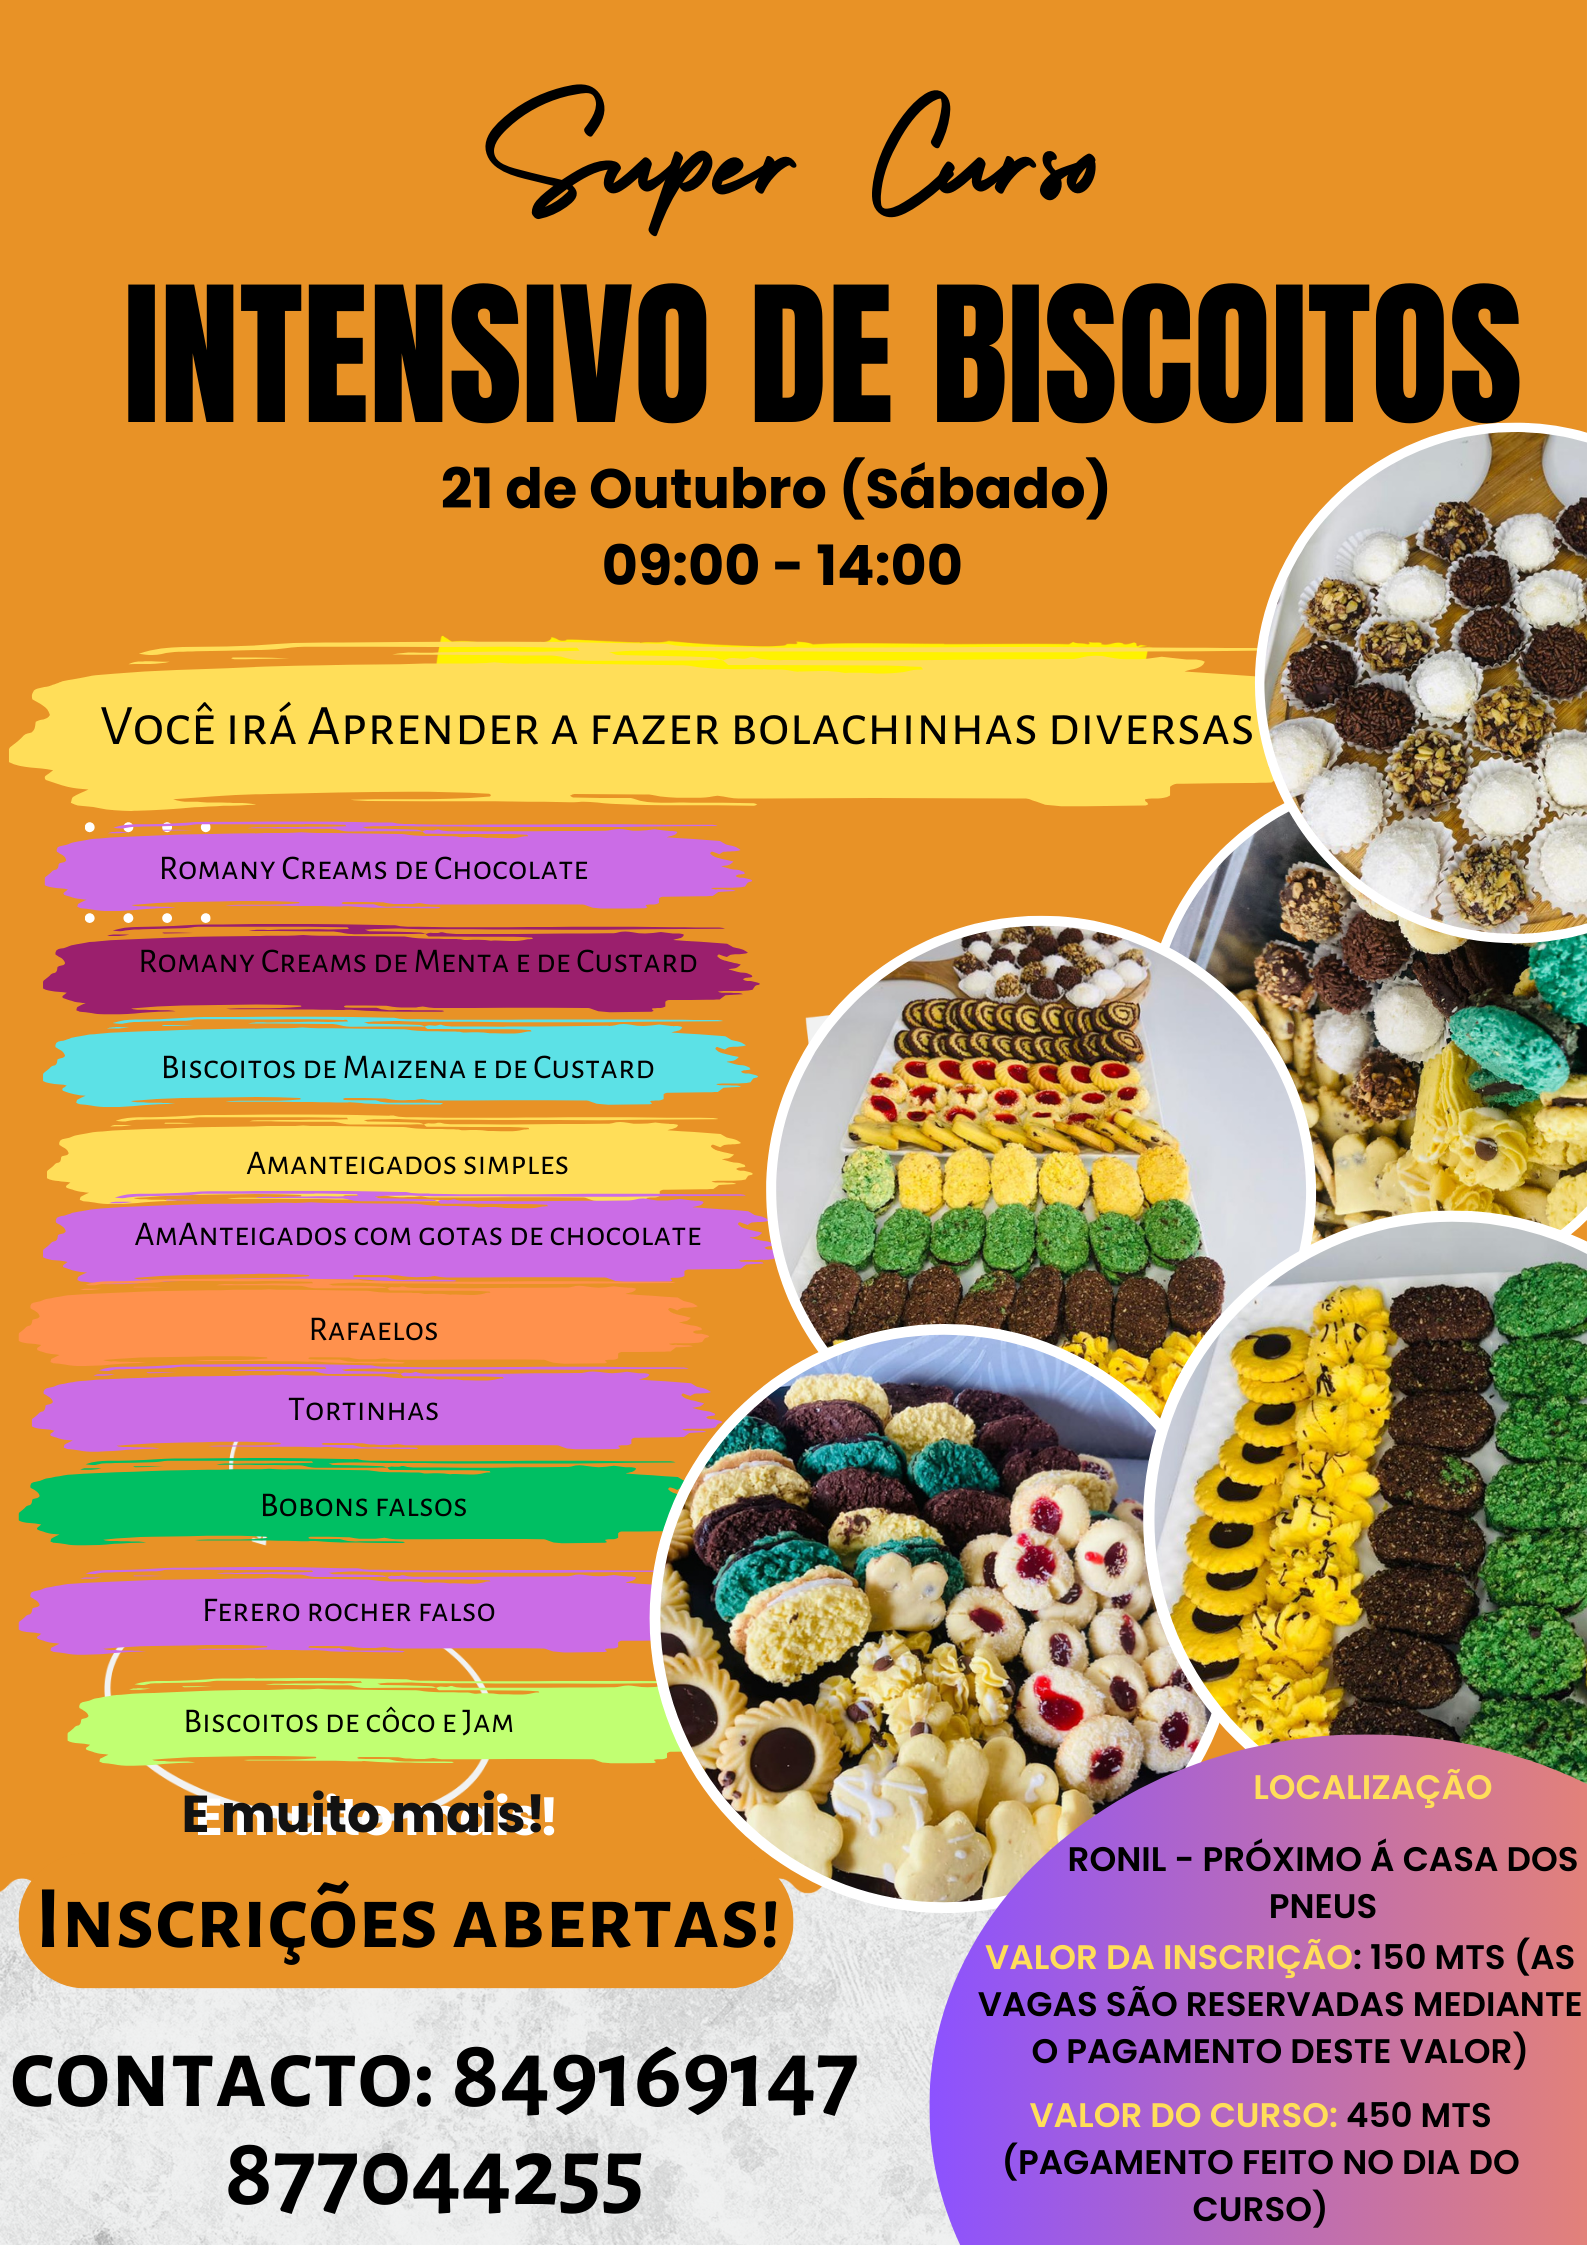 Super Curso
INTENSIVO DE BISCOITOS
21 de Outubro (Sábado)
09:00 - 14:00
Você irá Aprender a fazer bolachinhas diversas
Romany Creams de Chocolate
Romany Creams de Menta e de Custard
Biscoitos de Maizena e de Custard
Amanteigados simples
AmAnteigados com gotas de chocolate
Rafaelos
Tortinhas
Bobons falsos
Ferero rocher falso
Biscoitos de côco e Jam
E muito mais!
Inscrições abertas!
contacto: 849169147
877044255
LOCALIZAÇÃO
RONIL - PRÓXIMO Á CASA DOS
PNEUS
VALOR DA INSCRIÇÃO: 150 MTS (AS
VAGAS SÃO RESERVADAS MEDIANTE
O PAGAMENTO DESTE VALOR)
VALOR DO CURSO: 450 MTS
(PAGAMENTO FEITO NO DIA DO
CURSO)